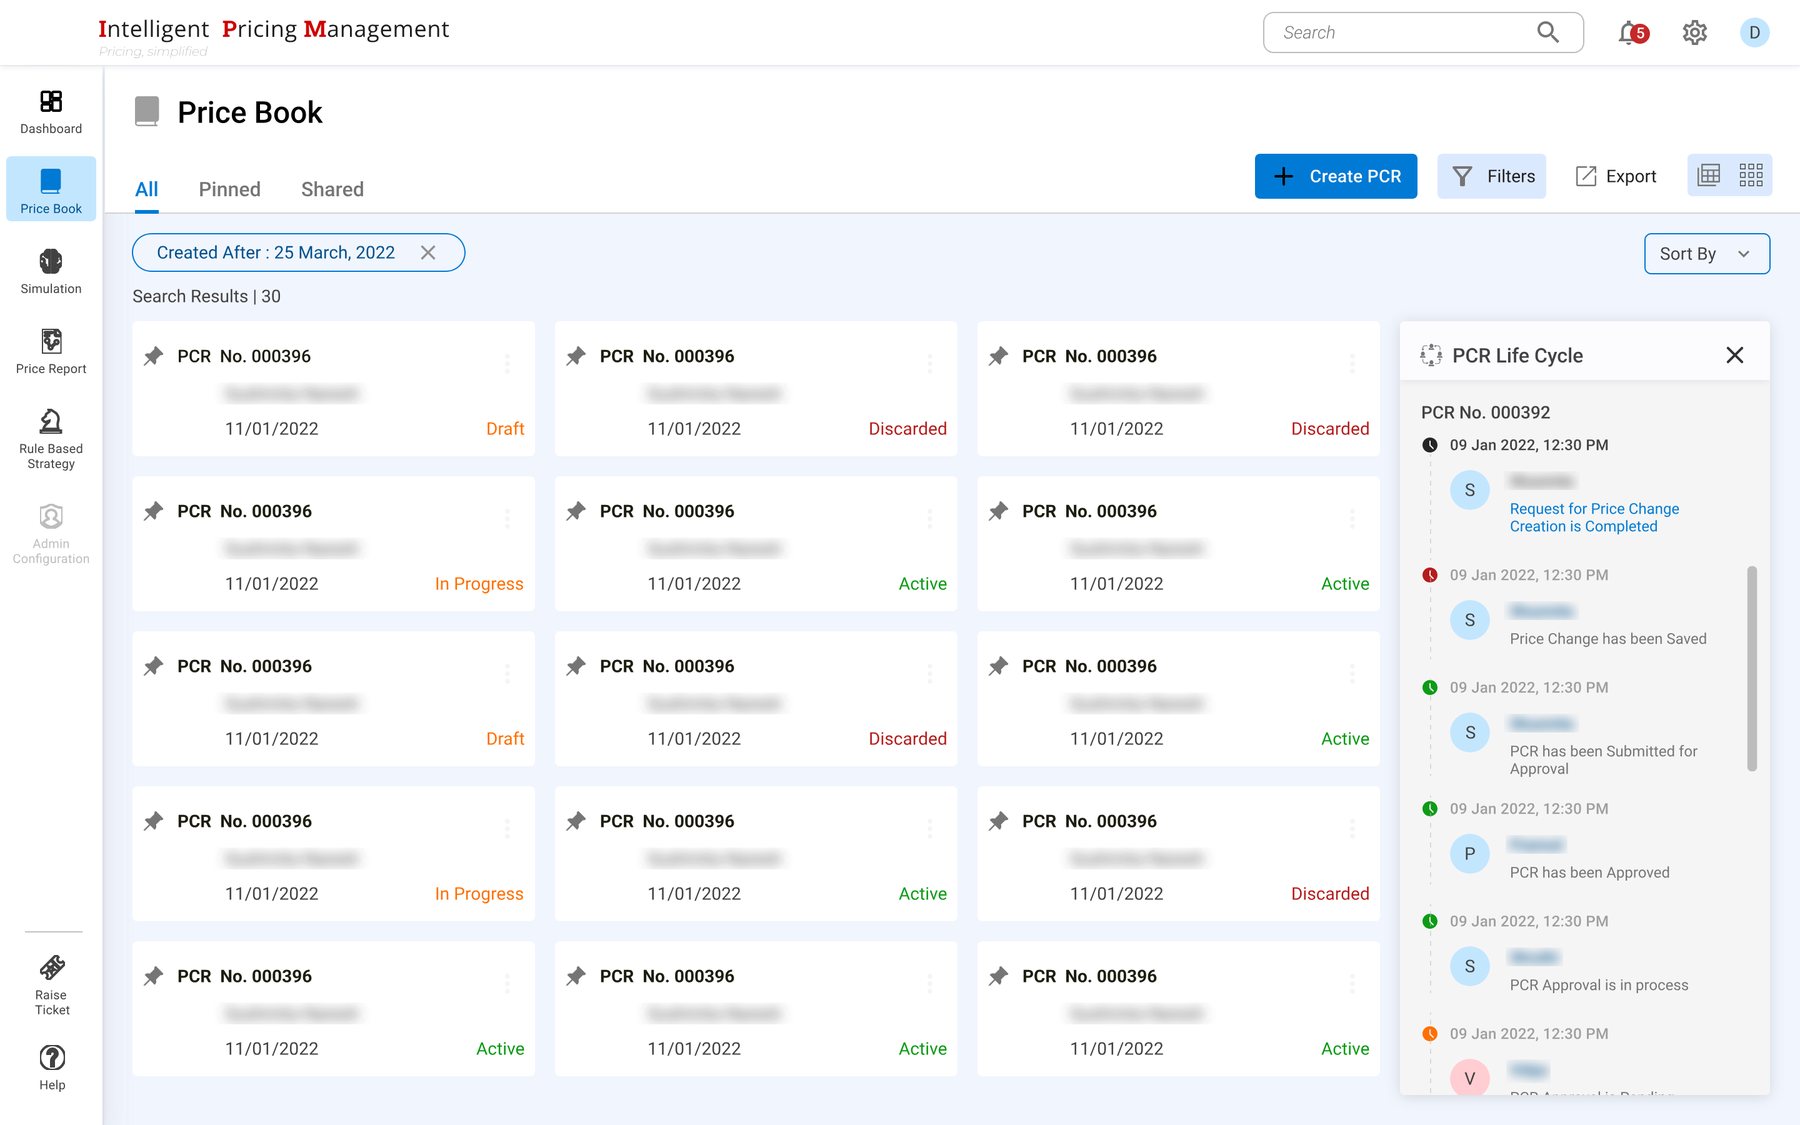 Intelligent Pricing Management
Pricing, simplified
Search
5
D
Dashboard
Price Book
Simulation
Price Report
Rule Based
Strategy
Admin
Configuration
Raise
Ticket
Help
Price Book
All Pinned Shared
Create PCR
Filters
Export
Created After : 25 March, 2022
Sort By
Search Results | 30
PCR No. 000396
11/01/2022 Draft
PCR No. 000396
11/01/2022 Discarded
PCR No. 000396
11/01/2022 Discarded
PCR No. 000396
11/01/2022 In Progress
PCR No. 000396
11/01/2022 Active
PCR No. 000396
11/01/2022 Active
PCR No. 000396
11/01/2022 Draft
PCR No. 000396
11/01/2022 Discarded
PCR No. 000396
11/01/2022 Active
PCR No. 000396
11/01/2022 In Progress
PCR No. 000396
11/01/2022 Active
PCR No. 000396
11/01/2022 Discarded
PCR No. 000396
11/01/2022 Active
PCR No. 000396
11/01/2022 Active
PCR No. 000396
11/01/2022 Active
PCR Life Cycle
PCR No. 000392
09 Jan 2022, 12:30 PM
S
Request for Price Change
Creation is Completed
09 Jan 2022, 12:30 PM
S
Price Change has been Saved
09 Jan 2022, 12:30 PM
S
PCR has been Submitted for
Approval
09 Jan 2022, 12:30 PM
P
PCR has been Approved
09 Jan 2022, 12:30 PM
S
PCR Approval is in process
09 Jan 2022, 12:30 PM
V
PCR Approval is Pending